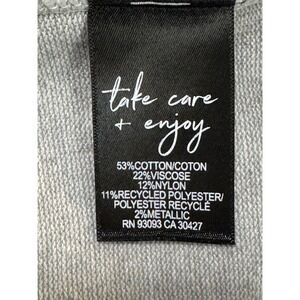 take care
+ enjoy
53%COTTON/COTON
22%VISCOSE
12%NYLON
11%RECYCLED POLYESTER/
POLYESTER RECYCLÉ
2%METALLIC
RN 93093 CA 30427